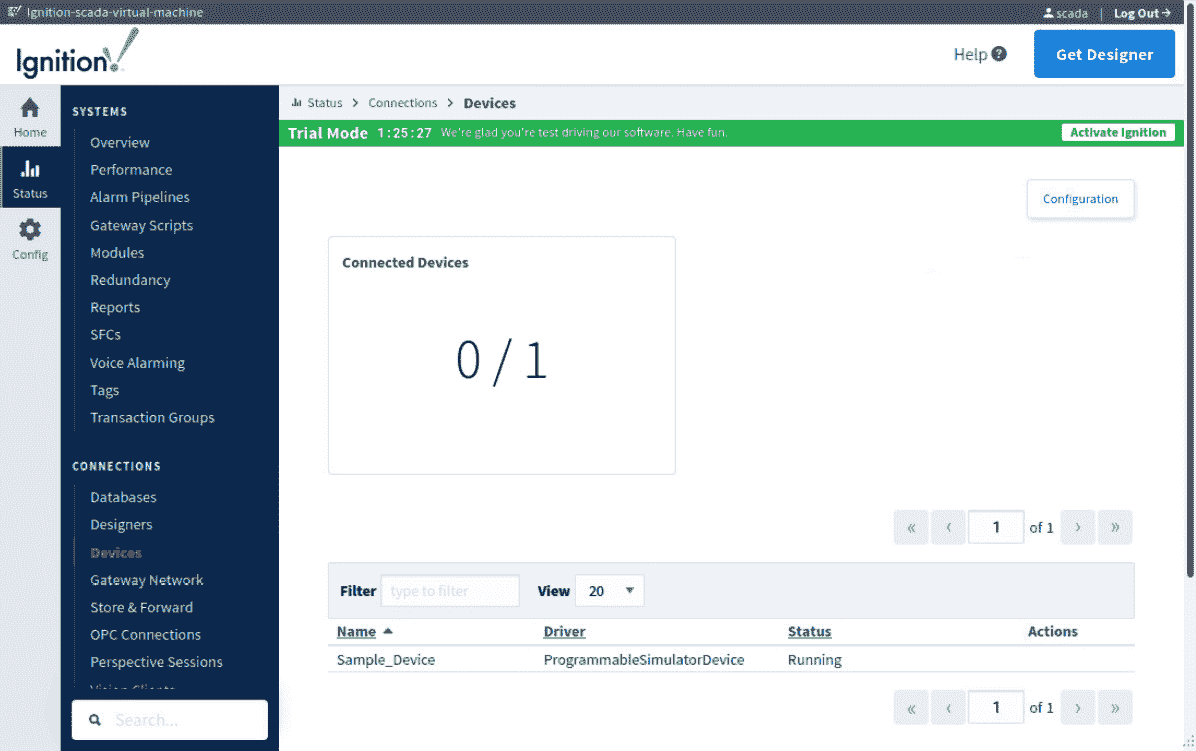 Ignition-scada-virtual-machine
scada | Log Out →
Ignition!
Help ?
Get Designer
Home
Status
Config
SYSTEMS
Overview
Performance
Alarm Pipelines
Gateway Scripts
Modules
Redundancy
Reports
SFCs
Voice Alarming
Tags
Transaction Groups
CONNECTIONS
Databases
Designers
Devices
Gateway Network
Store & Forward
OPC Connections
Perspective Sessions
Vision Clients
Search...
Status > Connections > Devices
Trial Mode 1:25:27 We're glad you're test driving our software. Have fun.
Activate Ignition
Configuration
Connected Devices
0 / 1
« ‹ 1 of 1 › »
Filter type to filter View 20
Name Driver Status Actions
Sample_Device ProgrammableSimulatorDevice Running
« ‹ 1 of 1 › »